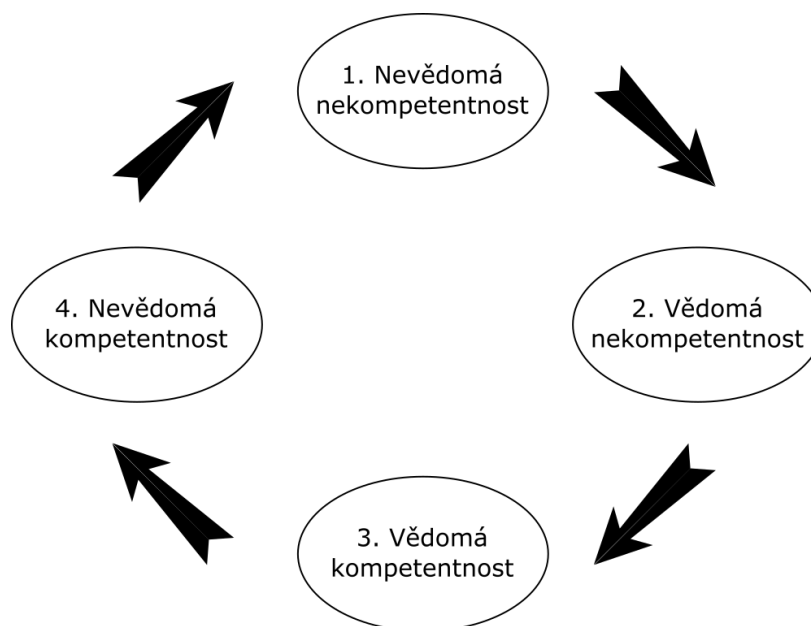 1. Nevědomá
nekompetentnost
2. Vědomá
nekompetentnost
3. Vědomá
kompetentnost
4. Nevědomá
kompetentnost